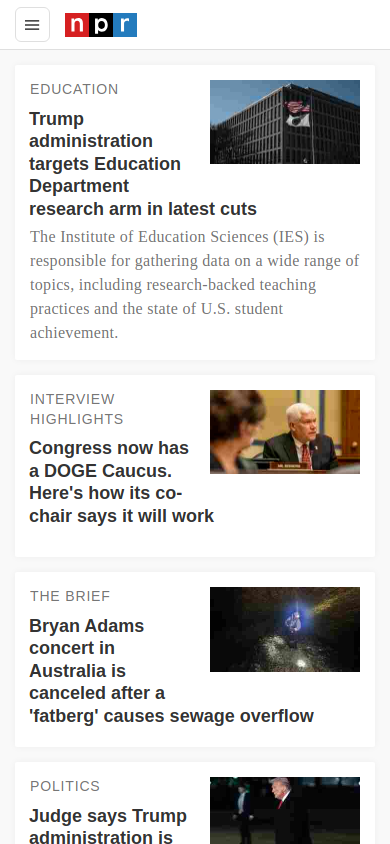 npr
EDUCATION
Trump
administration
targets Education
Department
research arm in latest cuts
The Institute of Education Sciences (IES) is
responsible for gathering data on a wide range of
topics, including research-backed teaching
practices and the state of U.S. student
achievement.
INTERVIEW
HIGHLIGHTS
Congress now has
a DOGE Caucus.
Here's how its co-
chair says it will work
THE BRIEF
Bryan Adams
concert in
Australia is
canceled after a
'fatberg' causes sewage overflow
POLITICS
Judge says Trump
administration is